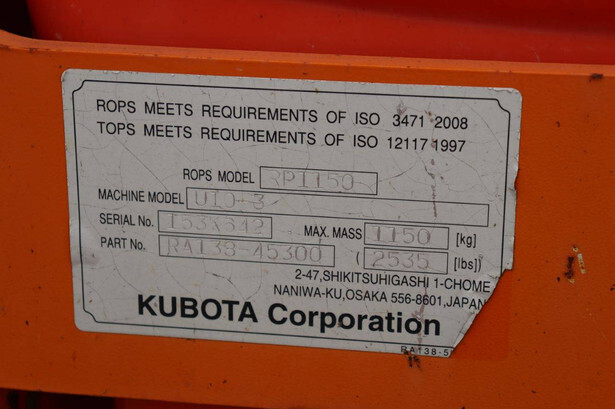 ROPS MEETS REQUIREMENTS OF ISO 3471 2008
TOPS MEETS REQUIREMENTS OF ISO 12117 1997
ROPS MODEL RP1150
MACHINE MODEL U10-3
SERIAL No. MAX. MASS 1150 [kg]
PART No. RA138-45300 ( 2535 [lbs])
2-47,SHIKITSUHIGASHI 1-CHOME
NANIWA-KU,OSAKA 556-8601,JAPAN
KUBOTA Corporation
RA138-5